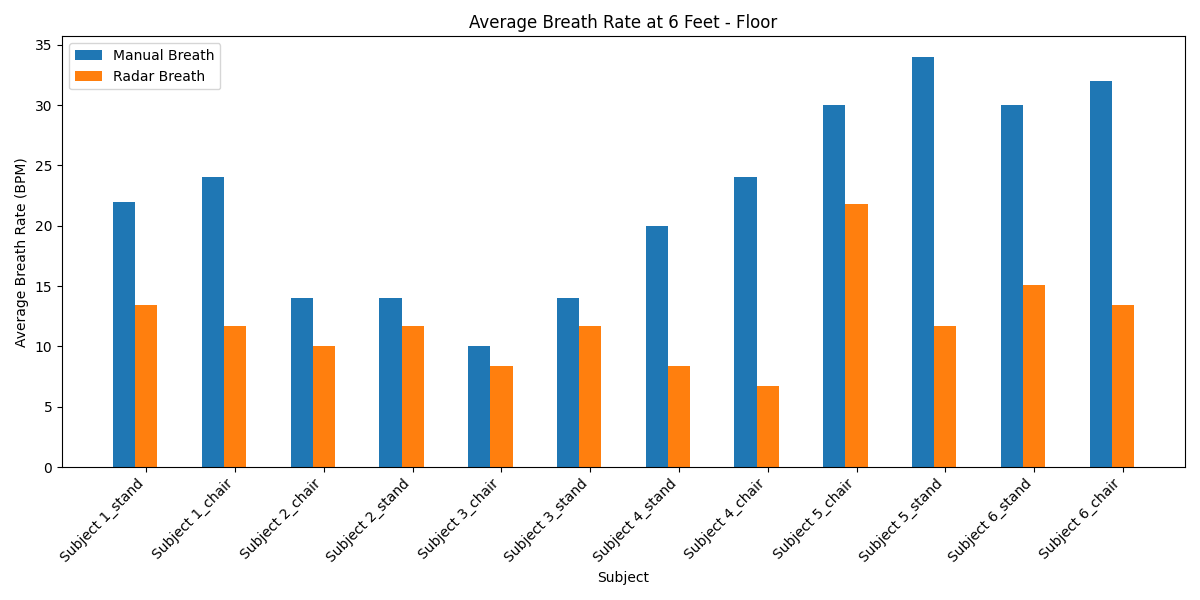 Average Breath Rate at 6 Feet - Floor
Manual Breath
Radar Breath
Average Breath Rate (BPM)
35
30
25
20
15
10
5
0
Subject 1_stand
Subject 1_chair
Subject 2_chair
Subject 2_stand
Subject 3_chair
Subject 3_stand
Subject 4_stand
Subject 4_chair
Subject 5_chair
Subject 5_stand
Subject 6_stand
Subject 6_chair
Subject